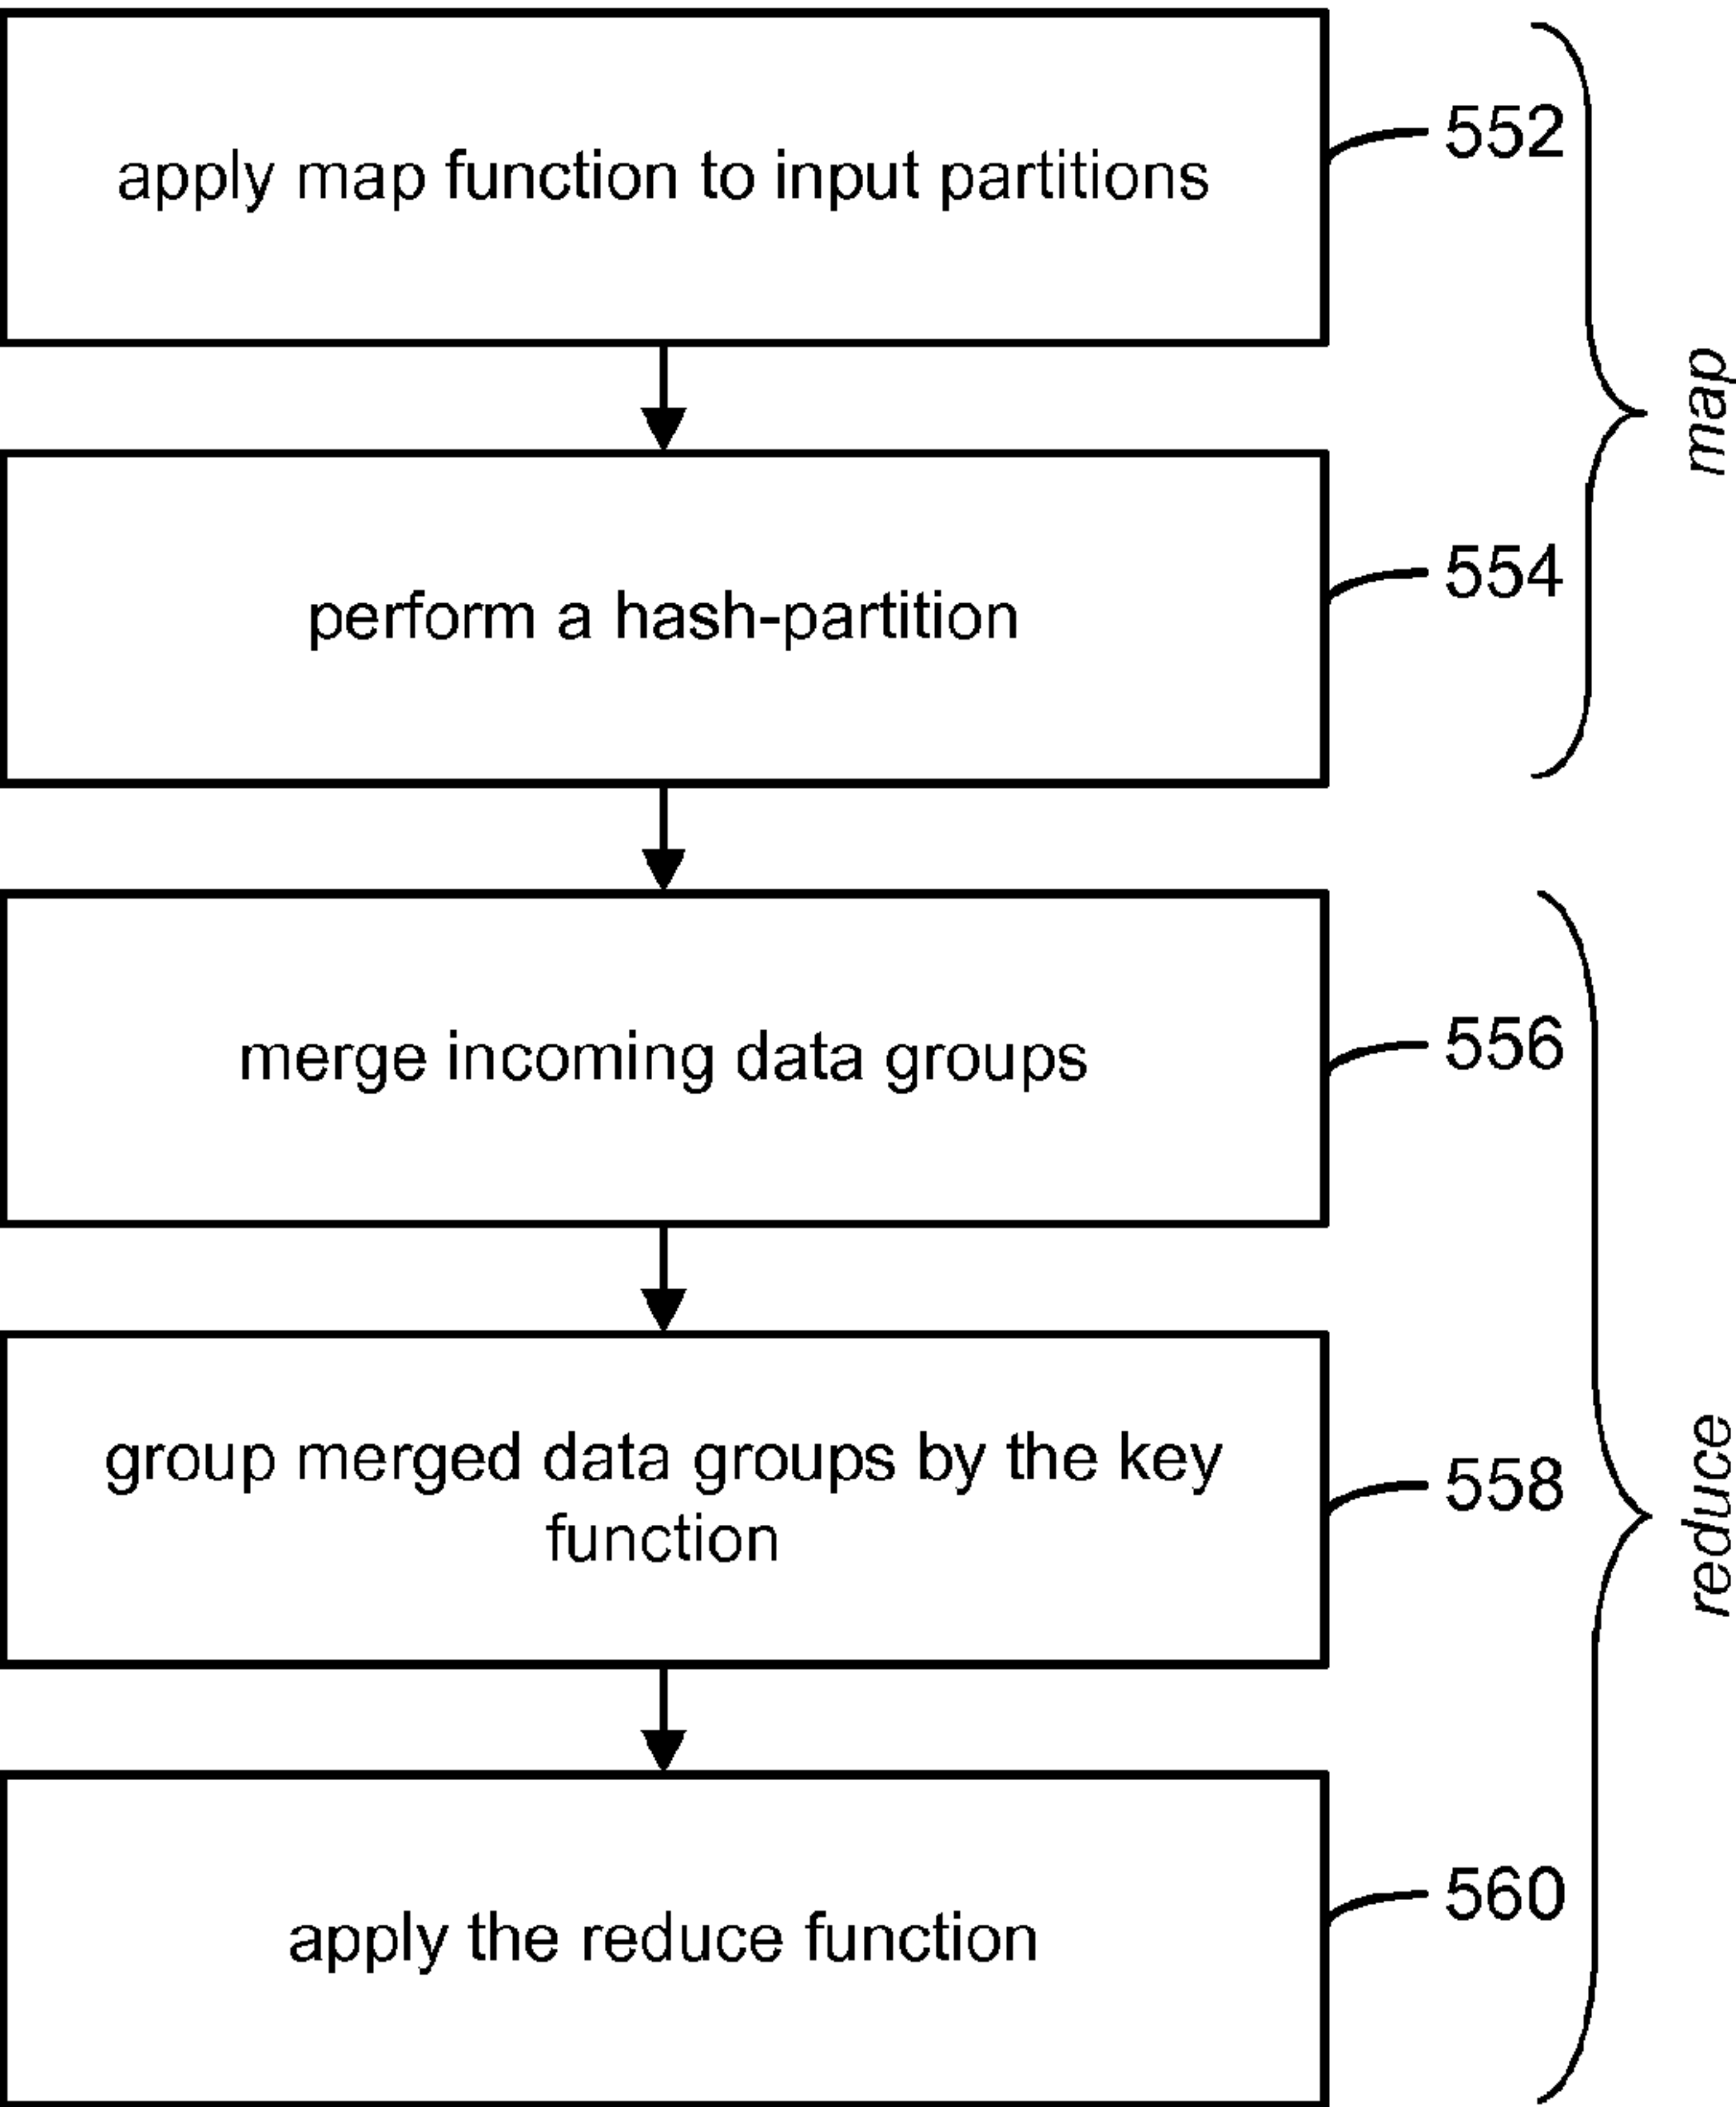 apply map function to input partitions
552
map
perform a hash-partition
554
merge incoming data groups
556
group merged data groups by the key
function
558
reduce
apply the reduce function
560